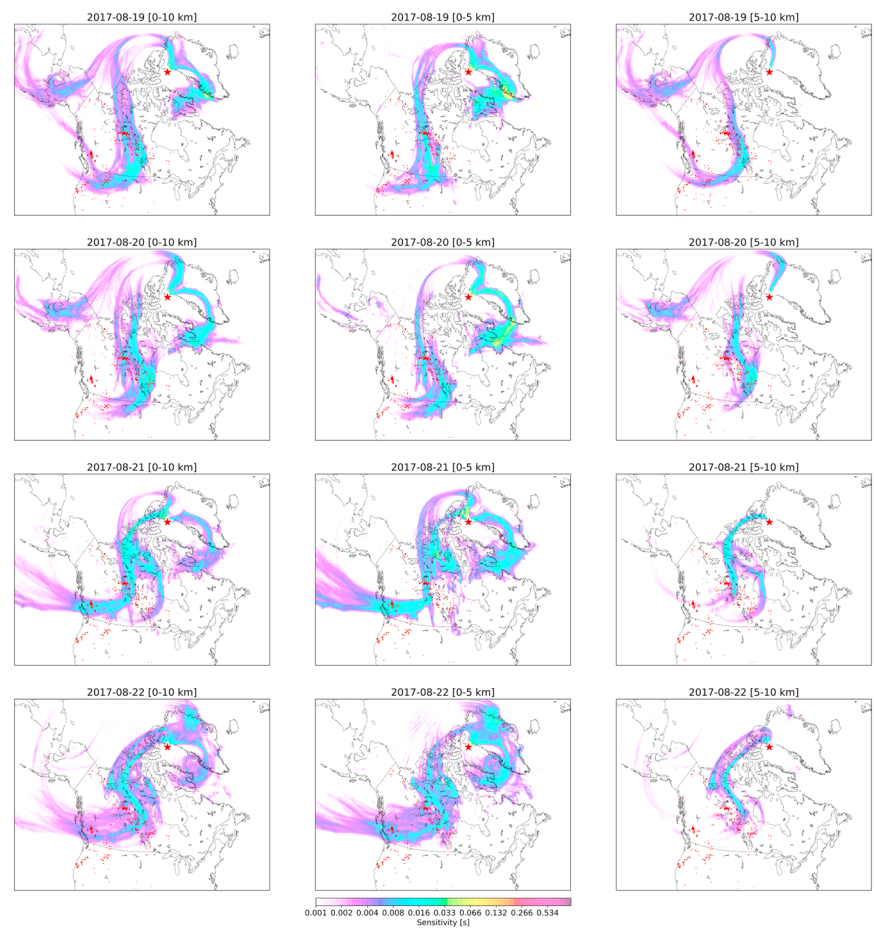 2017-08-19 [0-10 km]
2017-08-19 [0-5 km]
2017-08-19 [5-10 km]
2017-08-20 [0-10 km]
2017-08-20 [0-5 km]
2017-08-20 [5-10 km]
2017-08-21 [0-10 km]
2017-08-21 [0-5 km]
2017-08-21 [5-10 km]
2017-08-22 [0-10 km]
2017-08-22 [0-5 km]
2017-08-22 [5-10 km]
0.001 0.002 0.004 0.008 0.016 0.033 0.066 0.132 0.266 0.534
Sensitivity [s]